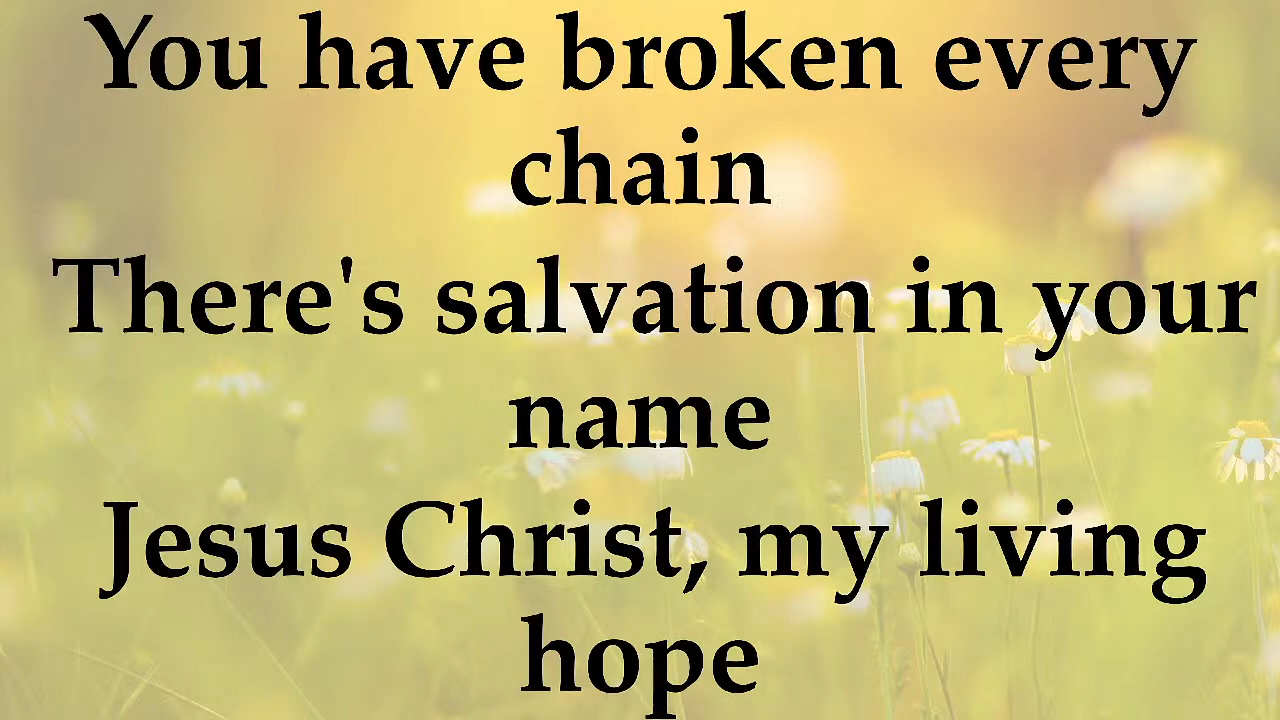 You have broken every
chain
There's salvation in your
name
Jesus Christ, my living
hope